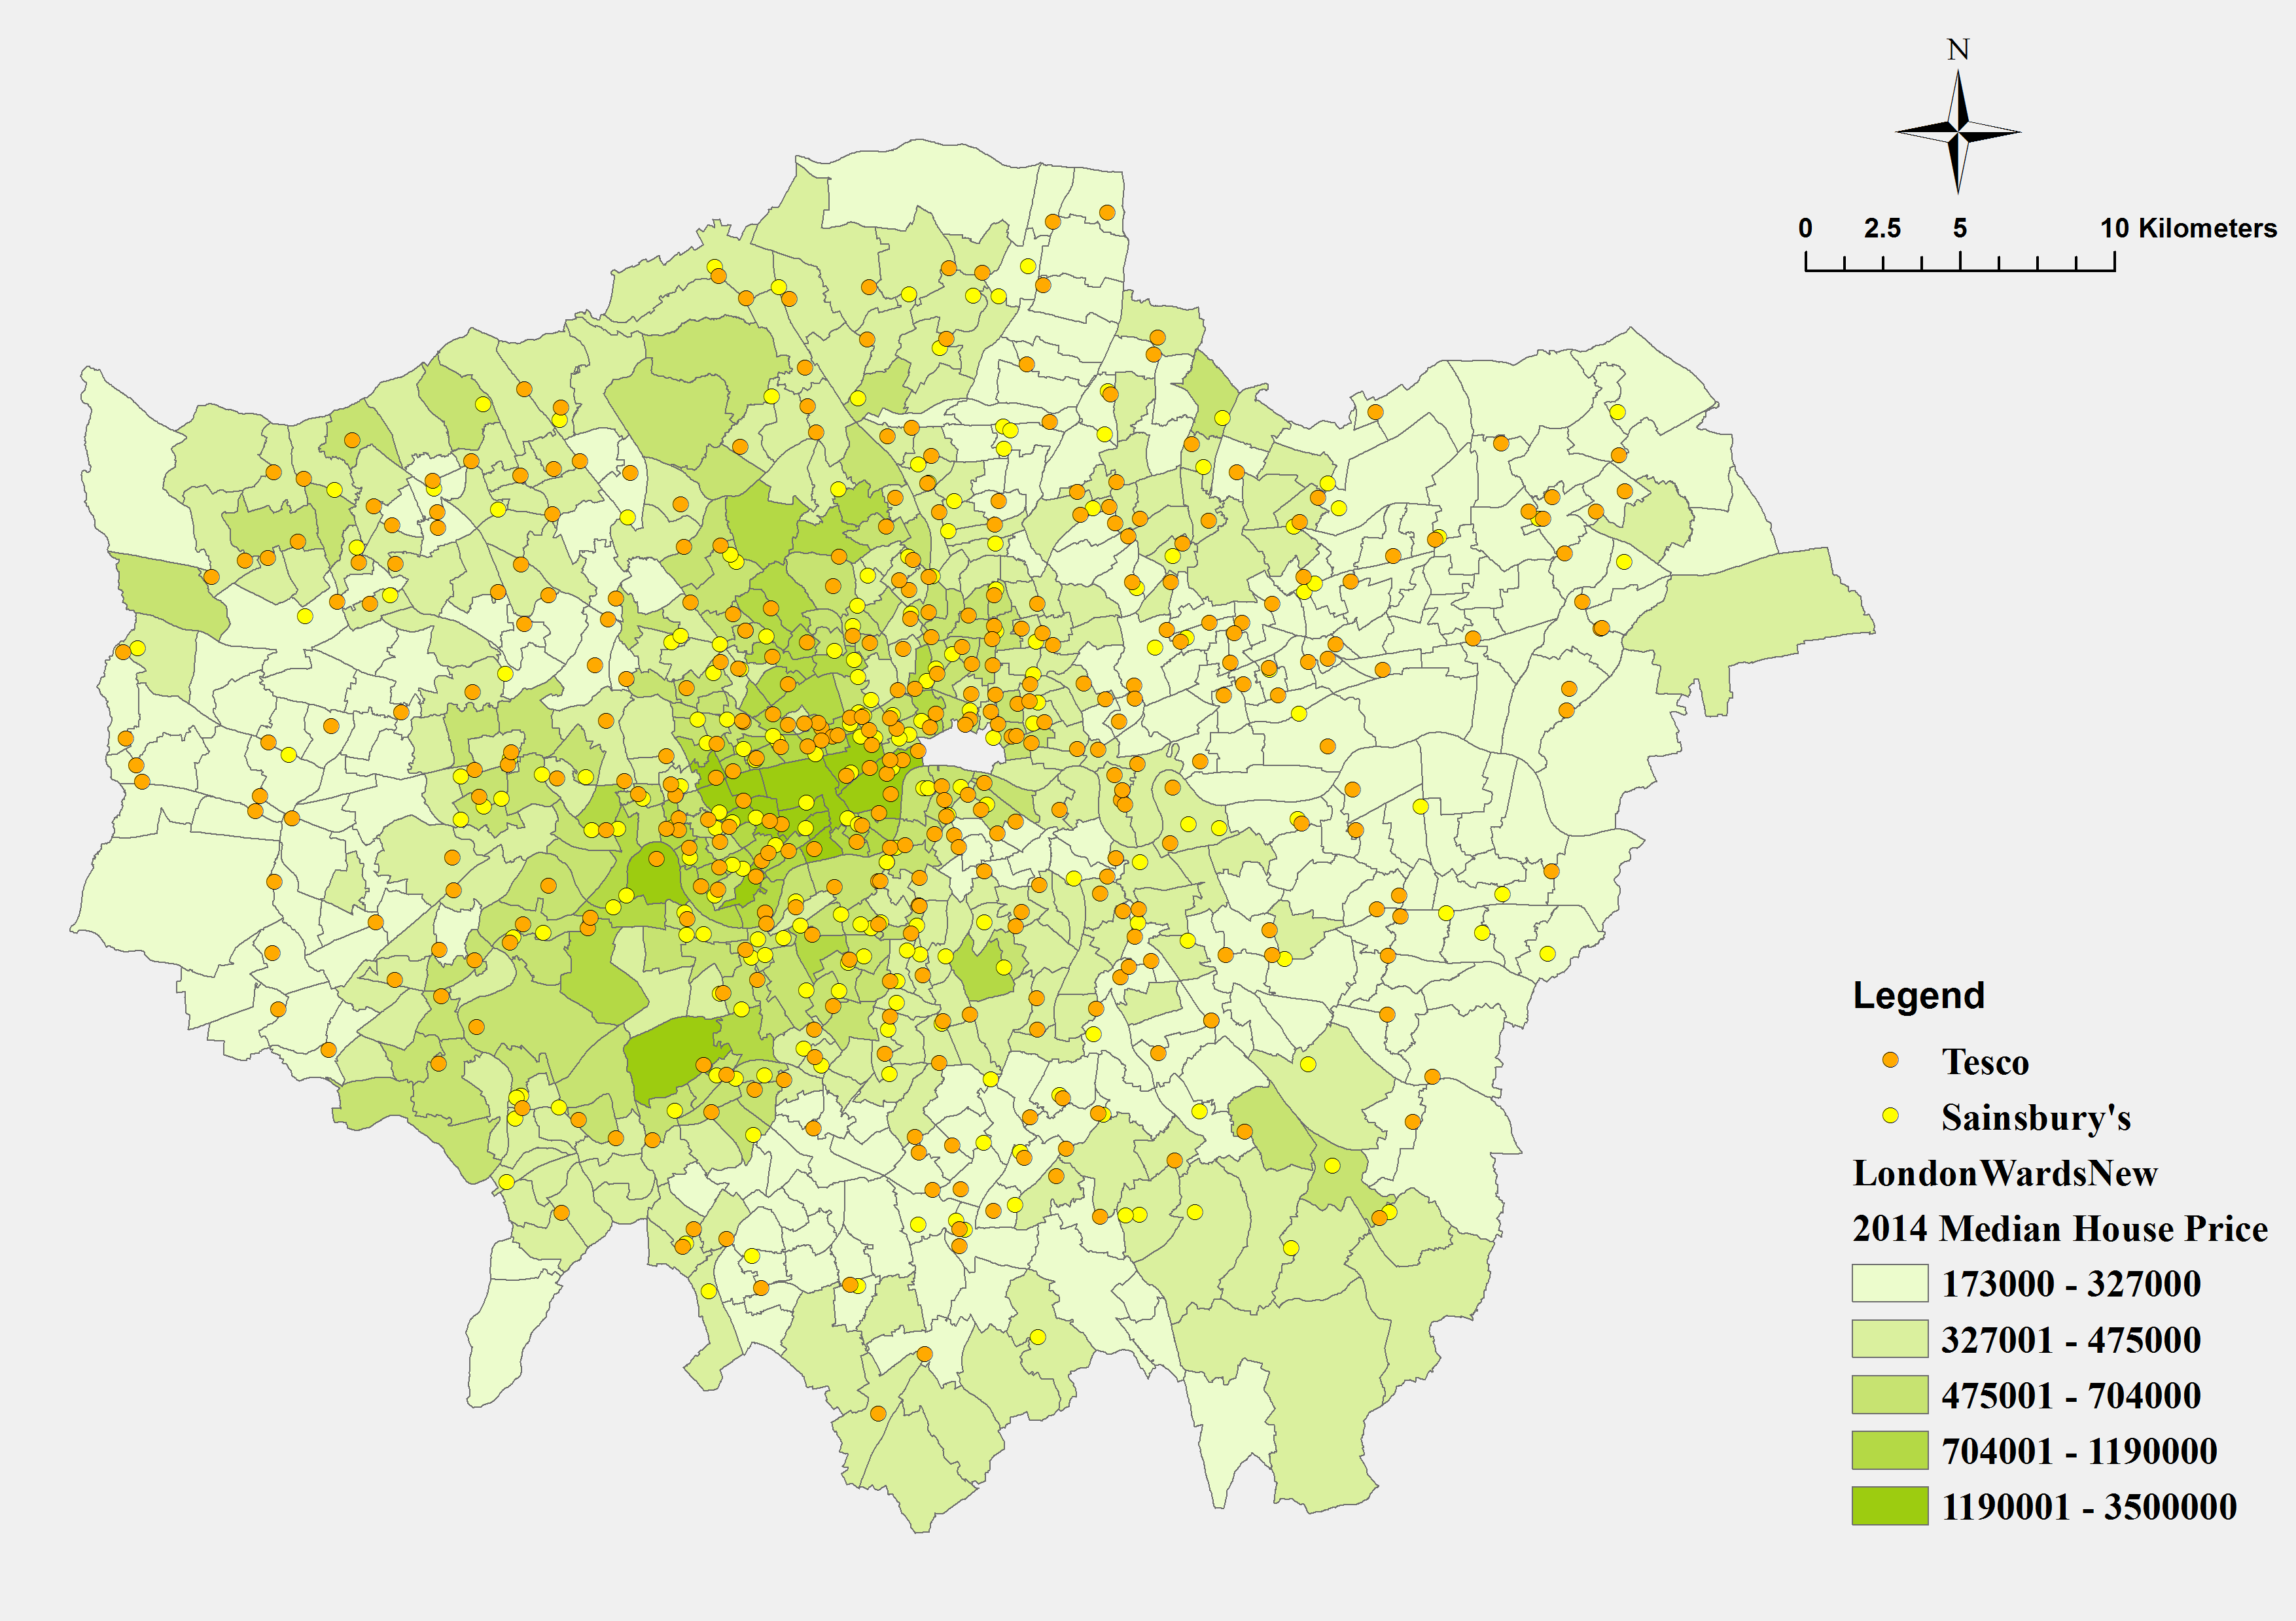 N
0 2.5 5 10 Kilometers
Legend
Tesco
Sainsbury's
LondonWardsNew
2014 Median House Price
173000 - 327000
327001 - 475000
475001 - 704000
704001 - 1190000
1190001 - 3500000